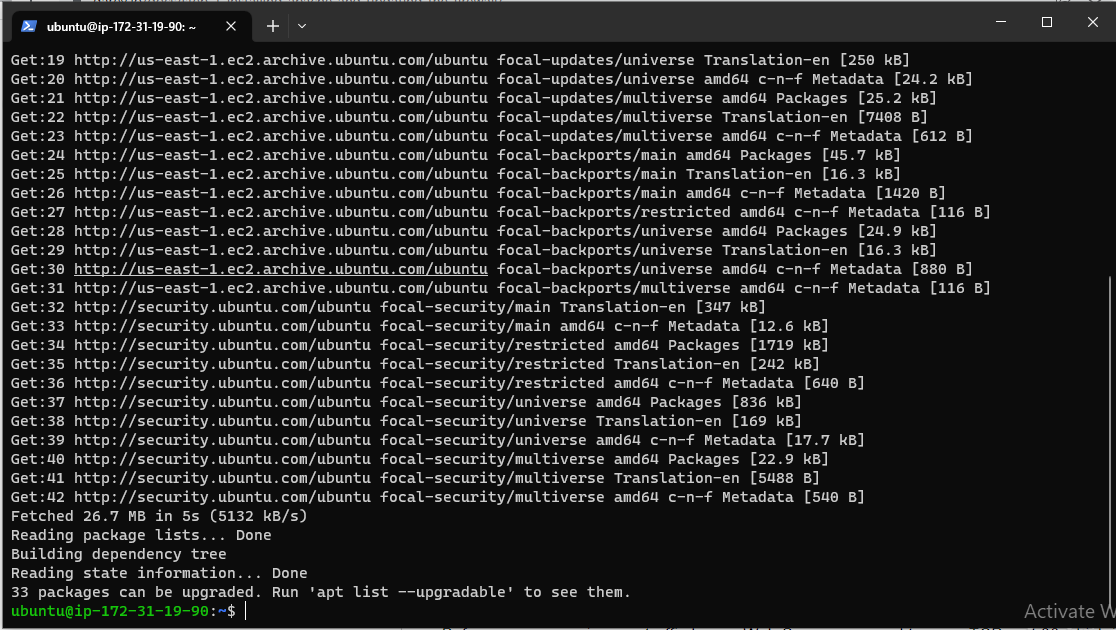 ubuntu@ip-172-31-19-90: ~
Get:19 http://us-east-1.ec2.archive.ubuntu.com/ubuntu focal-updates/universe Translation-en [250 kB]
Get:20 http://us-east-1.ec2.archive.ubuntu.com/ubuntu focal-updates/universe amd64 c-n-f Metadata [24.2 kB]
Get:21 http://us-east-1.ec2.archive.ubuntu.com/ubuntu focal-updates/multiverse amd64 Packages [25.2 kB]
Get:22 http://us-east-1.ec2.archive.ubuntu.com/ubuntu focal-updates/multiverse Translation-en [7408 B]
Get:23 http://us-east-1.ec2.archive.ubuntu.com/ubuntu focal-updates/multiverse amd64 c-n-f Metadata [612 B]
Get:24 http://us-east-1.ec2.archive.ubuntu.com/ubuntu focal-backports/main amd64 Packages [45.7 kB]
Get:25 http://us-east-1.ec2.archive.ubuntu.com/ubuntu focal-backports/main Translation-en [16.3 kB]
Get:26 http://us-east-1.ec2.archive.ubuntu.com/ubuntu focal-backports/main amd64 c-n-f Metadata [1420 B]
Get:27 http://us-east-1.ec2.archive.ubuntu.com/ubuntu focal-backports/restricted amd64 c-n-f Metadata [116 B]
Get:28 http://us-east-1.ec2.archive.ubuntu.com/ubuntu focal-backports/universe amd64 Packages [24.9 kB]
Get:29 http://us-east-1.ec2.archive.ubuntu.com/ubuntu focal-backports/universe Translation-en [16.3 kB]
Get:30 http://us-east-1.ec2.archive.ubuntu.com/ubuntu focal-backports/universe amd64 c-n-f Metadata [880 B]
Get:31 http://us-east-1.ec2.archive.ubuntu.com/ubuntu focal-backports/multiverse amd64 c-n-f Metadata [116 B]
Get:32 http://security.ubuntu.com/ubuntu focal-security/main Translation-en [347 kB]
Get:33 http://security.ubuntu.com/ubuntu focal-security/main amd64 c-n-f Metadata [12.6 kB]
Get:34 http://security.ubuntu.com/ubuntu focal-security/restricted amd64 Packages [1719 kB]
Get:35 http://security.ubuntu.com/ubuntu focal-security/restricted Translation-en [242 kB]
Get:36 http://security.ubuntu.com/ubuntu focal-security/restricted amd64 c-n-f Metadata [640 B]
Get:37 http://security.ubuntu.com/ubuntu focal-security/universe amd64 Packages [836 kB]
Get:38 http://security.ubuntu.com/ubuntu focal-security/universe Translation-en [169 kB]
Get:39 http://security.ubuntu.com/ubuntu focal-security/universe amd64 c-n-f Metadata [17.7 kB]
Get:40 http://security.ubuntu.com/ubuntu focal-security/multiverse amd64 Packages [22.9 kB]
Get:41 http://security.ubuntu.com/ubuntu focal-security/multiverse Translation-en [5488 B]
Get:42 http://security.ubuntu.com/ubuntu focal-security/multiverse amd64 c-n-f Metadata [540 B]
Fetched 26.7 MB in 5s (5132 kB/s)
Reading package lists... Done
Building dependency tree
Reading state information... Done
33 packages can be upgraded. Run 'apt list --upgradable' to see them.
ubuntu@ip-172-31-19-90:~$
Activate W